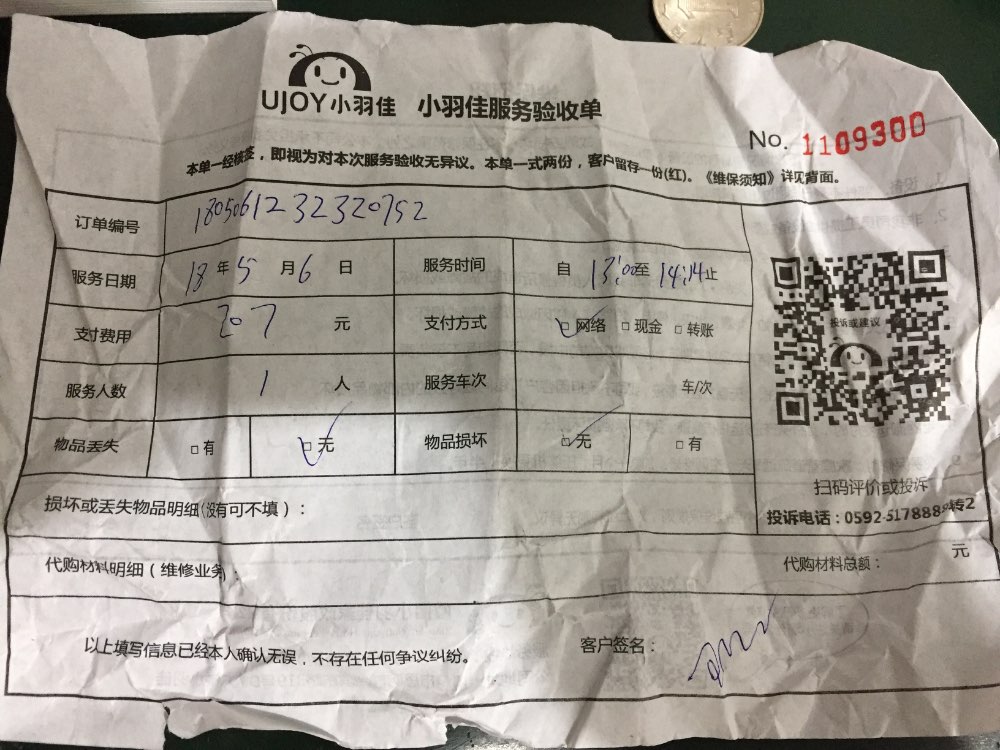 UJOY小羽佳 小羽佳服务验收单
No. 1109300
本单一经核签，即视为对本次服务验收无异议。本单一式两份，客户留存一份(红)。《维保须知》详见背面。
订单编号 180506123232320752
服务日期 18 年 5 月 6 日 服务时间 自 13:00 至 14:14 止
支付费用 207 元 支付方式 □网络 □现金 □转账
服务人数 1 人 服务车次 车/次
物品丢失 □有 □无 物品损坏 □无 □有
投诉或建议
扫码评价或投诉
投诉电话：0592-5178889转2
损坏或丢失物品明细(没有可不填)：
代购材料明细(维修业务)： 代购材料总额： 元
以上填写信息已经本人确认无误，不存在任何争议纠纷。 客户签名：